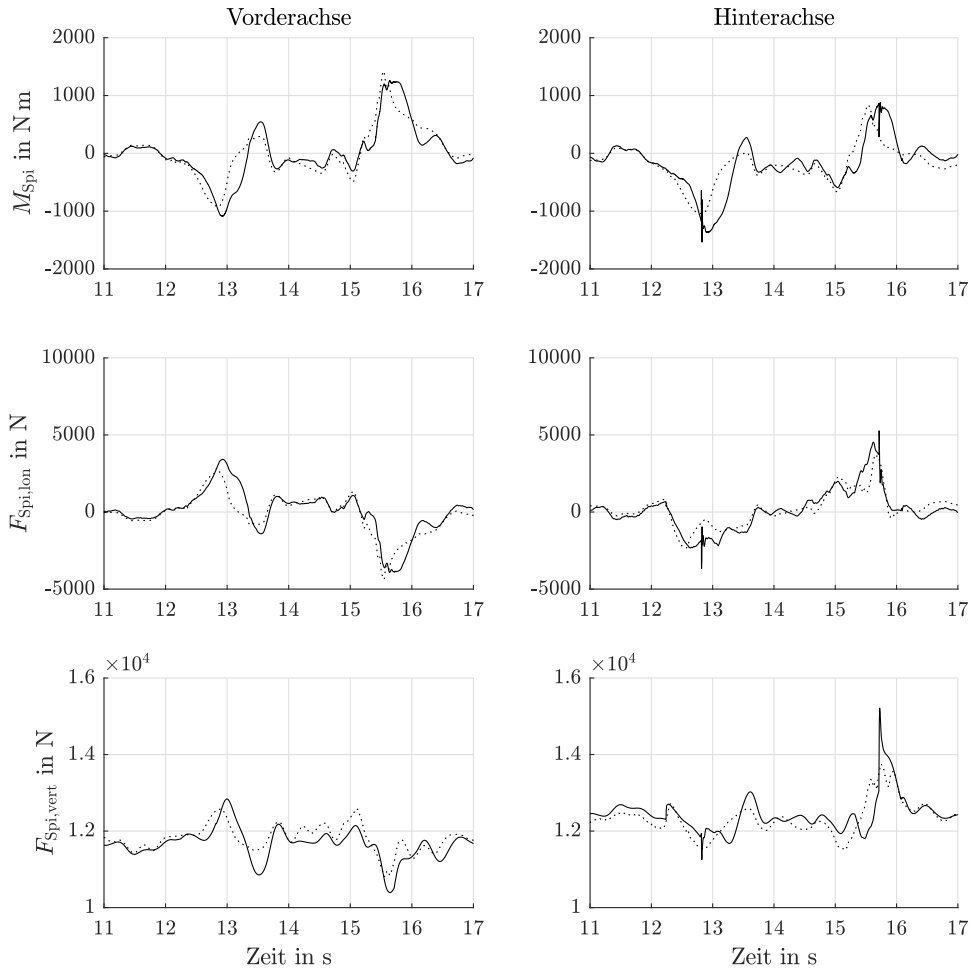 Vorderachse
Hinterachse
M_Spi in N m
2000
1000
0
-1000
-2000
11 12 13 14 15 16 17
2000
1000
0
-1000
-2000
11 12 13 14 15 16 17
F_Spi,lon in N
10000
5000
0
-5000
11 12 13 14 15 16 17
10000
5000
0
-5000
11 12 13 14 15 16 17
F_Spi,vert in N
×10⁴
1.6
1.4
1.2
1
11 12 13 14 15 16 17
Zeit in s
×10⁴
1.6
1.4
1.2
1
11 12 13 14 15 16 17
Zeit in s